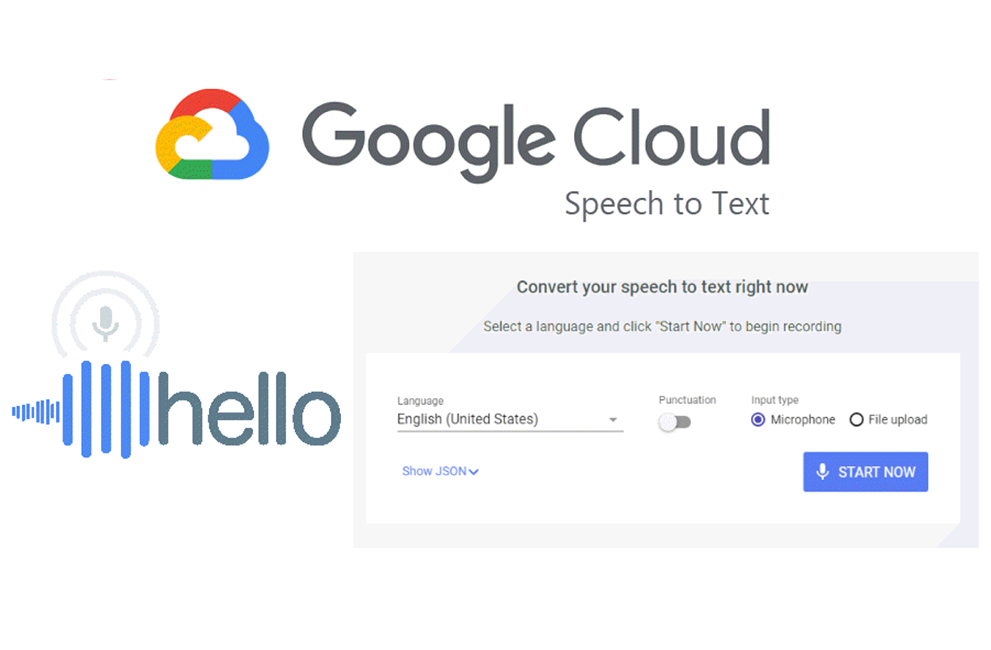 Google Cloud
Speech to Text
hello
Convert your speech to text right now
Select a language and click "Start Now" to begin recording
Language
English (United States)
Punctuation
Input type
Microphone
File upload
Show JSON
START NOW